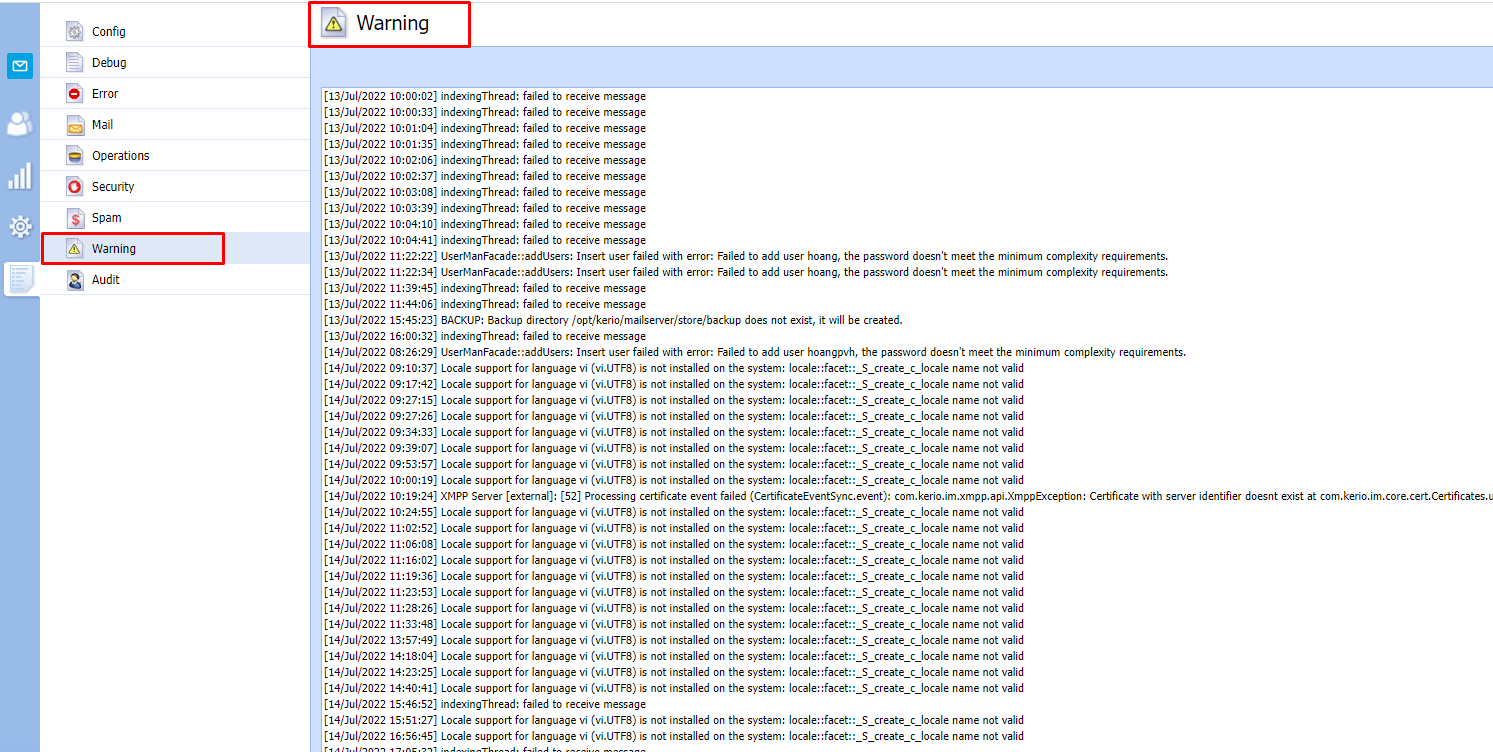 Config
Debug
Error
Mail
Operations
Security
Spam
Warning
Audit
Warning
[13/Jul/2022 10:00:02] indexingThread: failed to receive message
[13/Jul/2022 10:00:33] indexingThread: failed to receive message
[13/Jul/2022 10:01:04] indexingThread: failed to receive message
[13/Jul/2022 10:01:35] indexingThread: failed to receive message
[13/Jul/2022 10:02:06] indexingThread: failed to receive message
[13/Jul/2022 10:02:37] indexingThread: failed to receive message
[13/Jul/2022 10:03:08] indexingThread: failed to receive message
[13/Jul/2022 10:03:39] indexingThread: failed to receive message
[13/Jul/2022 10:04:10] indexingThread: failed to receive message
[13/Jul/2022 10:04:41] indexingThread: failed to receive message
[13/Jul/2022 11:22:22] UserManFacade::addUsers: Insert user failed with error: Failed to add user hoang, the password doesn't meet the minimum complexity requirements.
[13/Jul/2022 11:22:34] UserManFacade::addUsers: Insert user failed with error: Failed to add user hoang, the password doesn't meet the minimum complexity requirements.
[13/Jul/2022 11:39:45] indexingThread: failed to receive message
[13/Jul/2022 11:44:06] indexingThread: failed to receive message
[13/Jul/2022 15:45:23] BACKUP: Backup directory /opt/kerio/mailserver/store/backup does not exist, it will be created.
[13/Jul/2022 16:00:32] indexingThread: failed to receive message
[14/Jul/2022 08:26:29] UserManFacade::addUsers: Insert user failed with error: Failed to add user hoangpvh, the password doesn't meet the minimum complexity requirements.
[14/Jul/2022 09:10:37] Locale support for language vi (vi.UTF8) is not installed on the system: locale::facet::_S_create_c_locale name not valid
[14/Jul/2022 09:17:42] Locale support for language vi (vi.UTF8) is not installed on the system: locale::facet::_S_create_c_locale name not valid
[14/Jul/2022 09:27:15] Locale support for language vi (vi.UTF8) is not installed on the system: locale::facet::_S_create_c_locale name not valid
[14/Jul/2022 09:27:26] Locale support for language vi (vi.UTF8) is not installed on the system: locale::facet::_S_create_c_locale name not valid
[14/Jul/2022 09:34:33] Locale support for language vi (vi.UTF8) is not installed on the system: locale::facet::_S_create_c_locale name not valid
[14/Jul/2022 09:39:07] Locale support for language vi (vi.UTF8) is not installed on the system: locale::facet::_S_create_c_locale name not valid
[14/Jul/2022 09:53:57] Locale support for language vi (vi.UTF8) is not installed on the system: locale::facet::_S_create_c_locale name not valid
[14/Jul/2022 10:00:19] Locale support for language vi (vi.UTF8) is not installed on the system: locale::facet::_S_create_c_locale name not valid
[14/Jul/2022 10:19:24] XMPP Server [external]: [52] Processing certificate event failed (CertificateEventSync.event): com.kerio.im.xmpp.api.XmppException: Certificate with server identifier doesnt exist at com.kerio.im.core.cert.Certificates.u
[14/Jul/2022 10:24:55] Locale support for language vi (vi.UTF8) is not installed on the system: locale::facet::_S_create_c_locale name not valid
[14/Jul/2022 11:02:52] Locale support for language vi (vi.UTF8) is not installed on the system: locale::facet::_S_create_c_locale name not valid
[14/Jul/2022 11:06:08] Locale support for language vi (vi.UTF8) is not installed on the system: locale::facet::_S_create_c_locale name not valid
[14/Jul/2022 11:16:02] Locale support for language vi (vi.UTF8) is not installed on the system: locale::facet::_S_create_c_locale name not valid
[14/Jul/2022 11:19:36] Locale support for language vi (vi.UTF8) is not installed on the system: locale::facet::_S_create_c_locale name not valid
[14/Jul/2022 11:23:53] Locale support for language vi (vi.UTF8) is not installed on the system: locale::facet::_S_create_c_locale name not valid
[14/Jul/2022 11:28:26] Locale support for language vi (vi.UTF8) is not installed on the system: locale::facet::_S_create_c_locale name not valid
[14/Jul/2022 11:33:48] Locale support for language vi (vi.UTF8) is not installed on the system: locale::facet::_S_create_c_locale name not valid
[14/Jul/2022 13:57:49] Locale support for language vi (vi.UTF8) is not installed on the system: locale::facet::_S_create_c_locale name not valid
[14/Jul/2022 14:18:04] Locale support for language vi (vi.UTF8) is not installed on the system: locale::facet::_S_create_c_locale name not valid
[14/Jul/2022 14:23:25] Locale support for language vi (vi.UTF8) is not installed on the system: locale::facet::_S_create_c_locale name not valid
[14/Jul/2022 14:40:41] Locale support for language vi (vi.UTF8) is not installed on the system: locale::facet::_S_create_c_locale name not valid
[14/Jul/2022 15:46:52] indexingThread: failed to receive message
[14/Jul/2022 15:51:27] Locale support for language vi (vi.UTF8) is not installed on the system: locale::facet::_S_create_c_locale name not valid
[14/Jul/2022 16:56:45] Locale support for language vi (vi.UTF8) is not installed on the system: locale::facet::_S_create_c_locale name not valid
[14/Jul/2022 17:05:32] indexingThread: failed to receive message